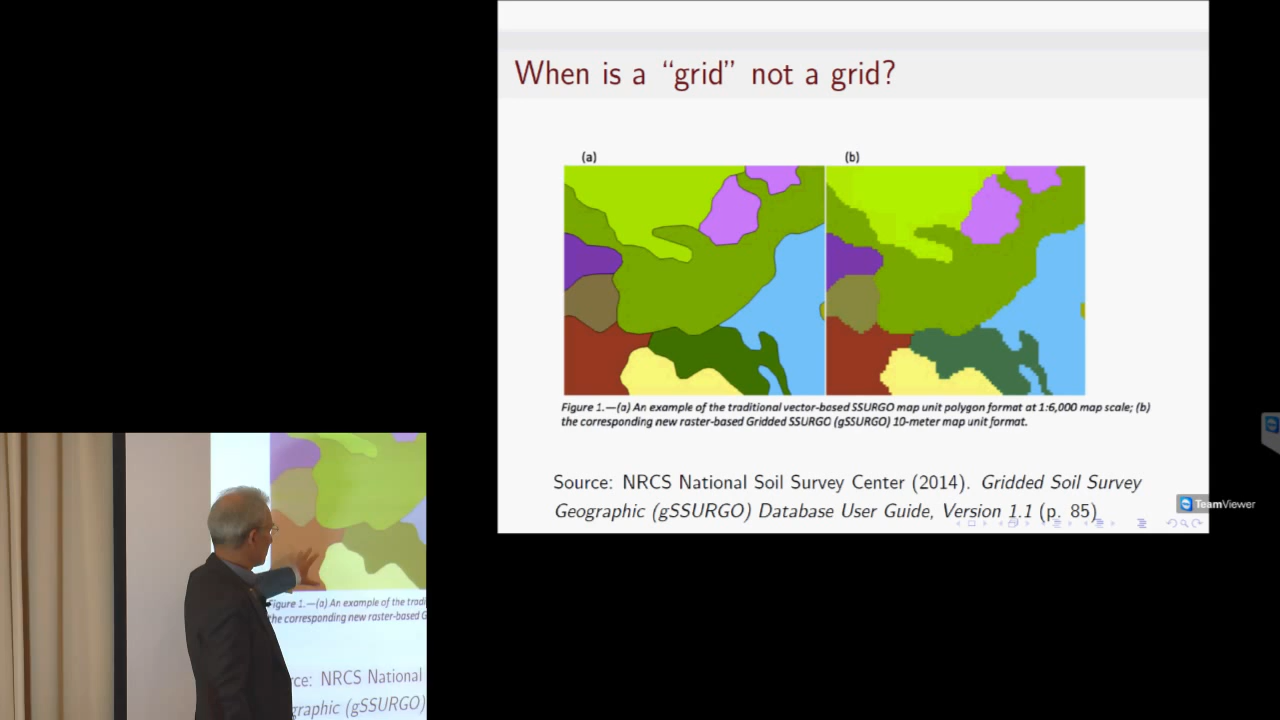 When is a “grid” not a grid?
(a)
(b)
Figure 1.—(a) An example of the traditional vector-based SSURGO map unit polygon format at 1:6,000 map scale; (b)
the corresponding new raster-based Gridded SSURGO (gSSURGO) 10-meter map unit format.
Source: NRCS National Soil Survey Center (2014). Gridded Soil Survey
Geographic (gSSURGO) Database User Guide, Version 1.1 (p. 85)
TeamViewer
Figure 1.—(a) An example of the tradi
the corresponding new raster-based G
rce: NRCS National
graphic (gSSURGO)